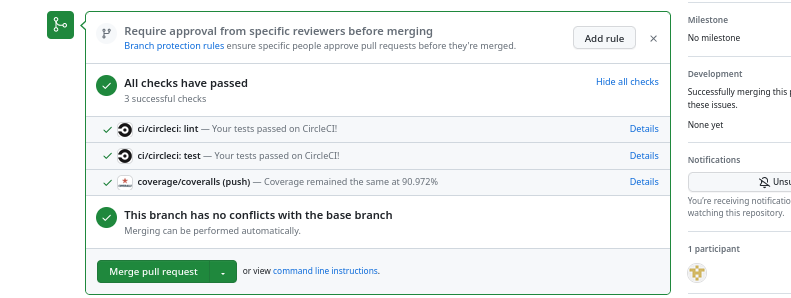 Require approval from specific reviewers before merging
Branch protection rules ensure specific people approve pull requests before they're merged.
Add rule
All checks have passed
3 successful checks
Hide all checks
ci/circleci: lint — Your tests passed on CircleCI!
Details
ci/circleci: test — Your tests passed on CircleCI!
Details
coverage/coveralls (push) — Coverage remained the same at 90.972%
Details
This branch has no conflicts with the base branch
Merging can be performed automatically.
Merge pull request
or view command line instructions.
Milestone
No milestone
Development
Successfully merging this
these issues.
None yet
Notifications
You're receiving
watching this repository.
1 participant